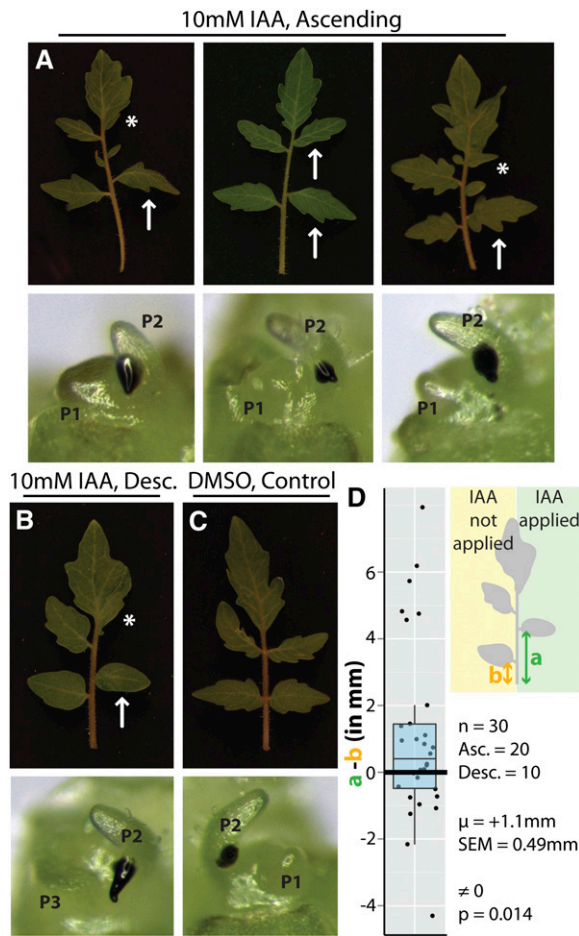 10mM IAA, Ascending
A
*
*
P2
P1
P2
P1
P2
P1
10mM IAA, Desc.
DMSO, Control
B
*
C
P2
P3
P2
P1
D
a - b (in mm)
6
4
2
0
-2
-4
IAA
not
applied
IAA
applied
a
b
n = 30
Asc. = 20
Desc. = 10
μ = +1.1mm
SEM = 0.49mm
≠ 0
p = 0.014